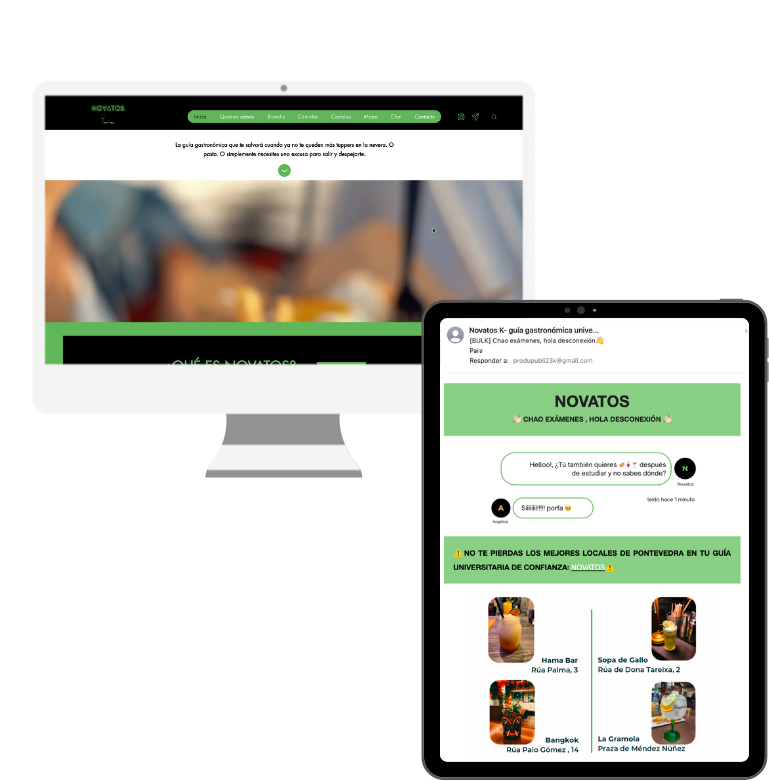 NOVATOS
Inicio Quiénes somos Brunchs Comidas Cocteles Mapa Chat Contacto
La guía gastronómica que te salvará cuando ya no te queden más tuppers en la nevera. O
pasta. O simplemente necesites una excusa para salir y despejarte.
QUÉ ES NOVATOS?
Novatos K- guía gastronómica unive...
[BULK] Chao exámenes, hola desconexión👋
Para
Responder a: produpubli23k@gmail.com
NOVATOS
👋🏻 CHAO EXÁMENES , HOLA DESCONEXIÓN 👋🏻
Helloo!, ¿Tú también quieres 🌮🍷🍸 después
de estudiar y no sabes dónde?
N
Novatos
leído hace 1 minuto
A
Angelica
Siiiiiiii!!!!! porfa 🥺
⚠️NO TE PIERDAS LOS MEJORES LOCALES DE PONTEVEDRA EN TU GUÍA
UNIVERSITARIA DE CONFIANZA: NOVATOS⚠️
Hama Bar
Rúa Palma, 3
Sopa de Gallo
Rúa de Dona Tareixa, 2
Bangkok
Rúa Paio Gómez , 14
La Gramola
Praza de Méndez Núñez